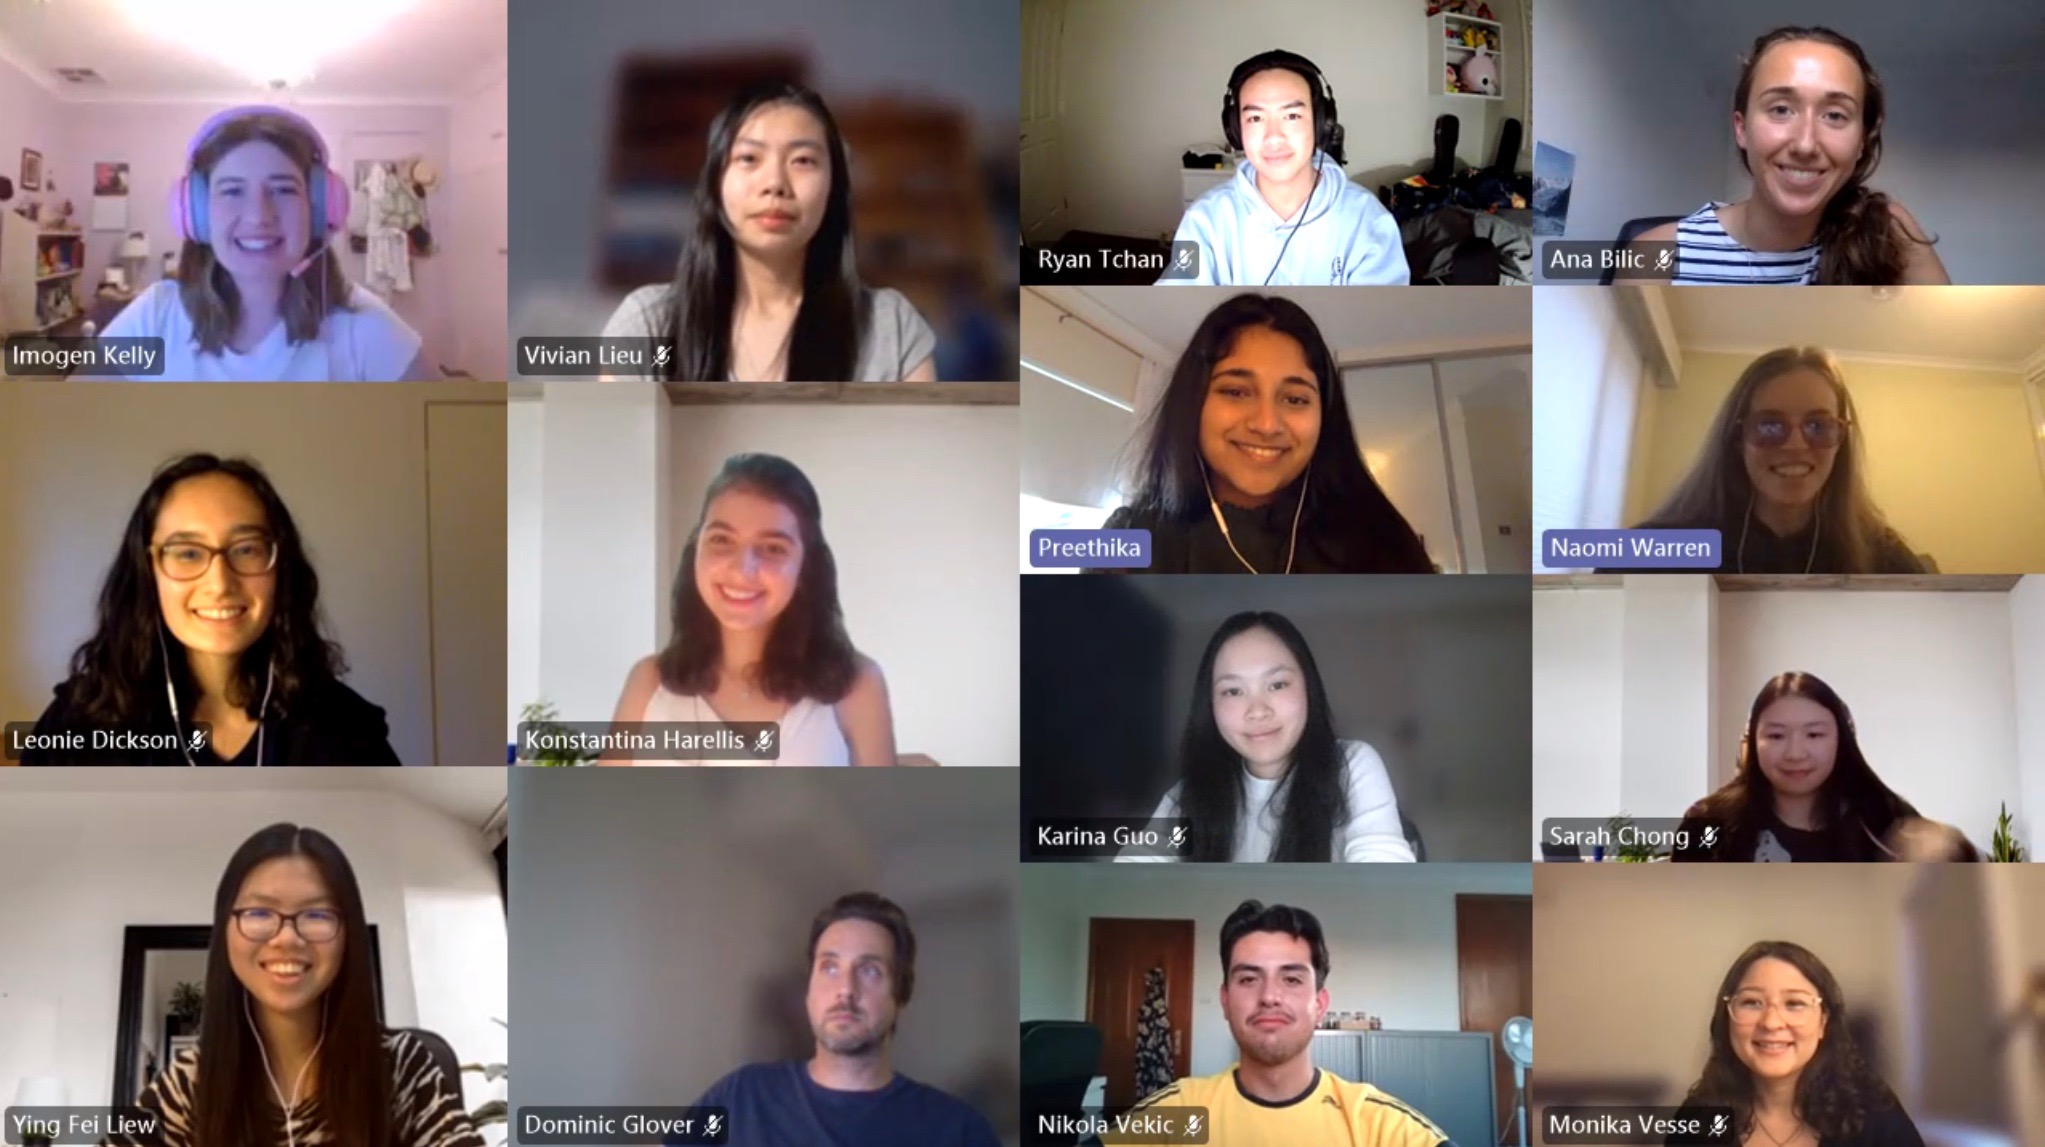 Imogen Kelly
Vivian Lieu
Ryan Tchan
Ana Bilic
Leonie Dickson
Konstantina Harellis
Preethika
Naomi Warren
Karina Guo
Sarah Chong
Ying Fei Liew
Dominic Glover
Nikola Vekic
Monika Vesse